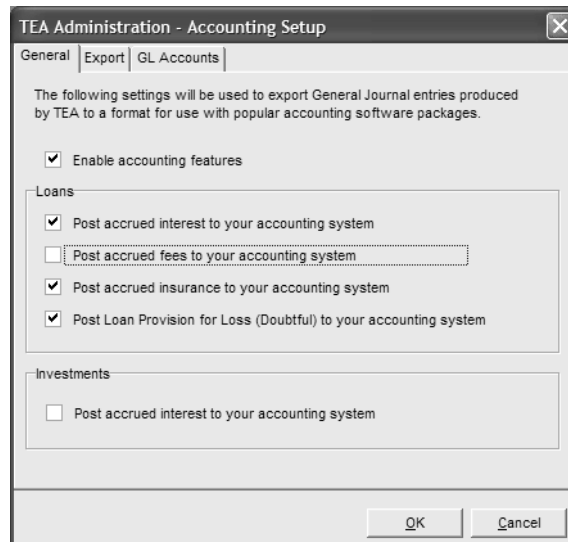 TEA Administration - Accounting Setup
General Export GL Accounts
The following settings will be used to export General Journal entries produced
by TEA to a format for use with popular accounting software packages.
Enable accounting features
Loans
Post accrued interest to your accounting system
Post accrued fees to your accounting system
Post accrued insurance to your accounting system
Post Loan Provision for Loss (Doubtful) to your accounting system
Investments
Post accrued interest to your accounting system
OK Cancel